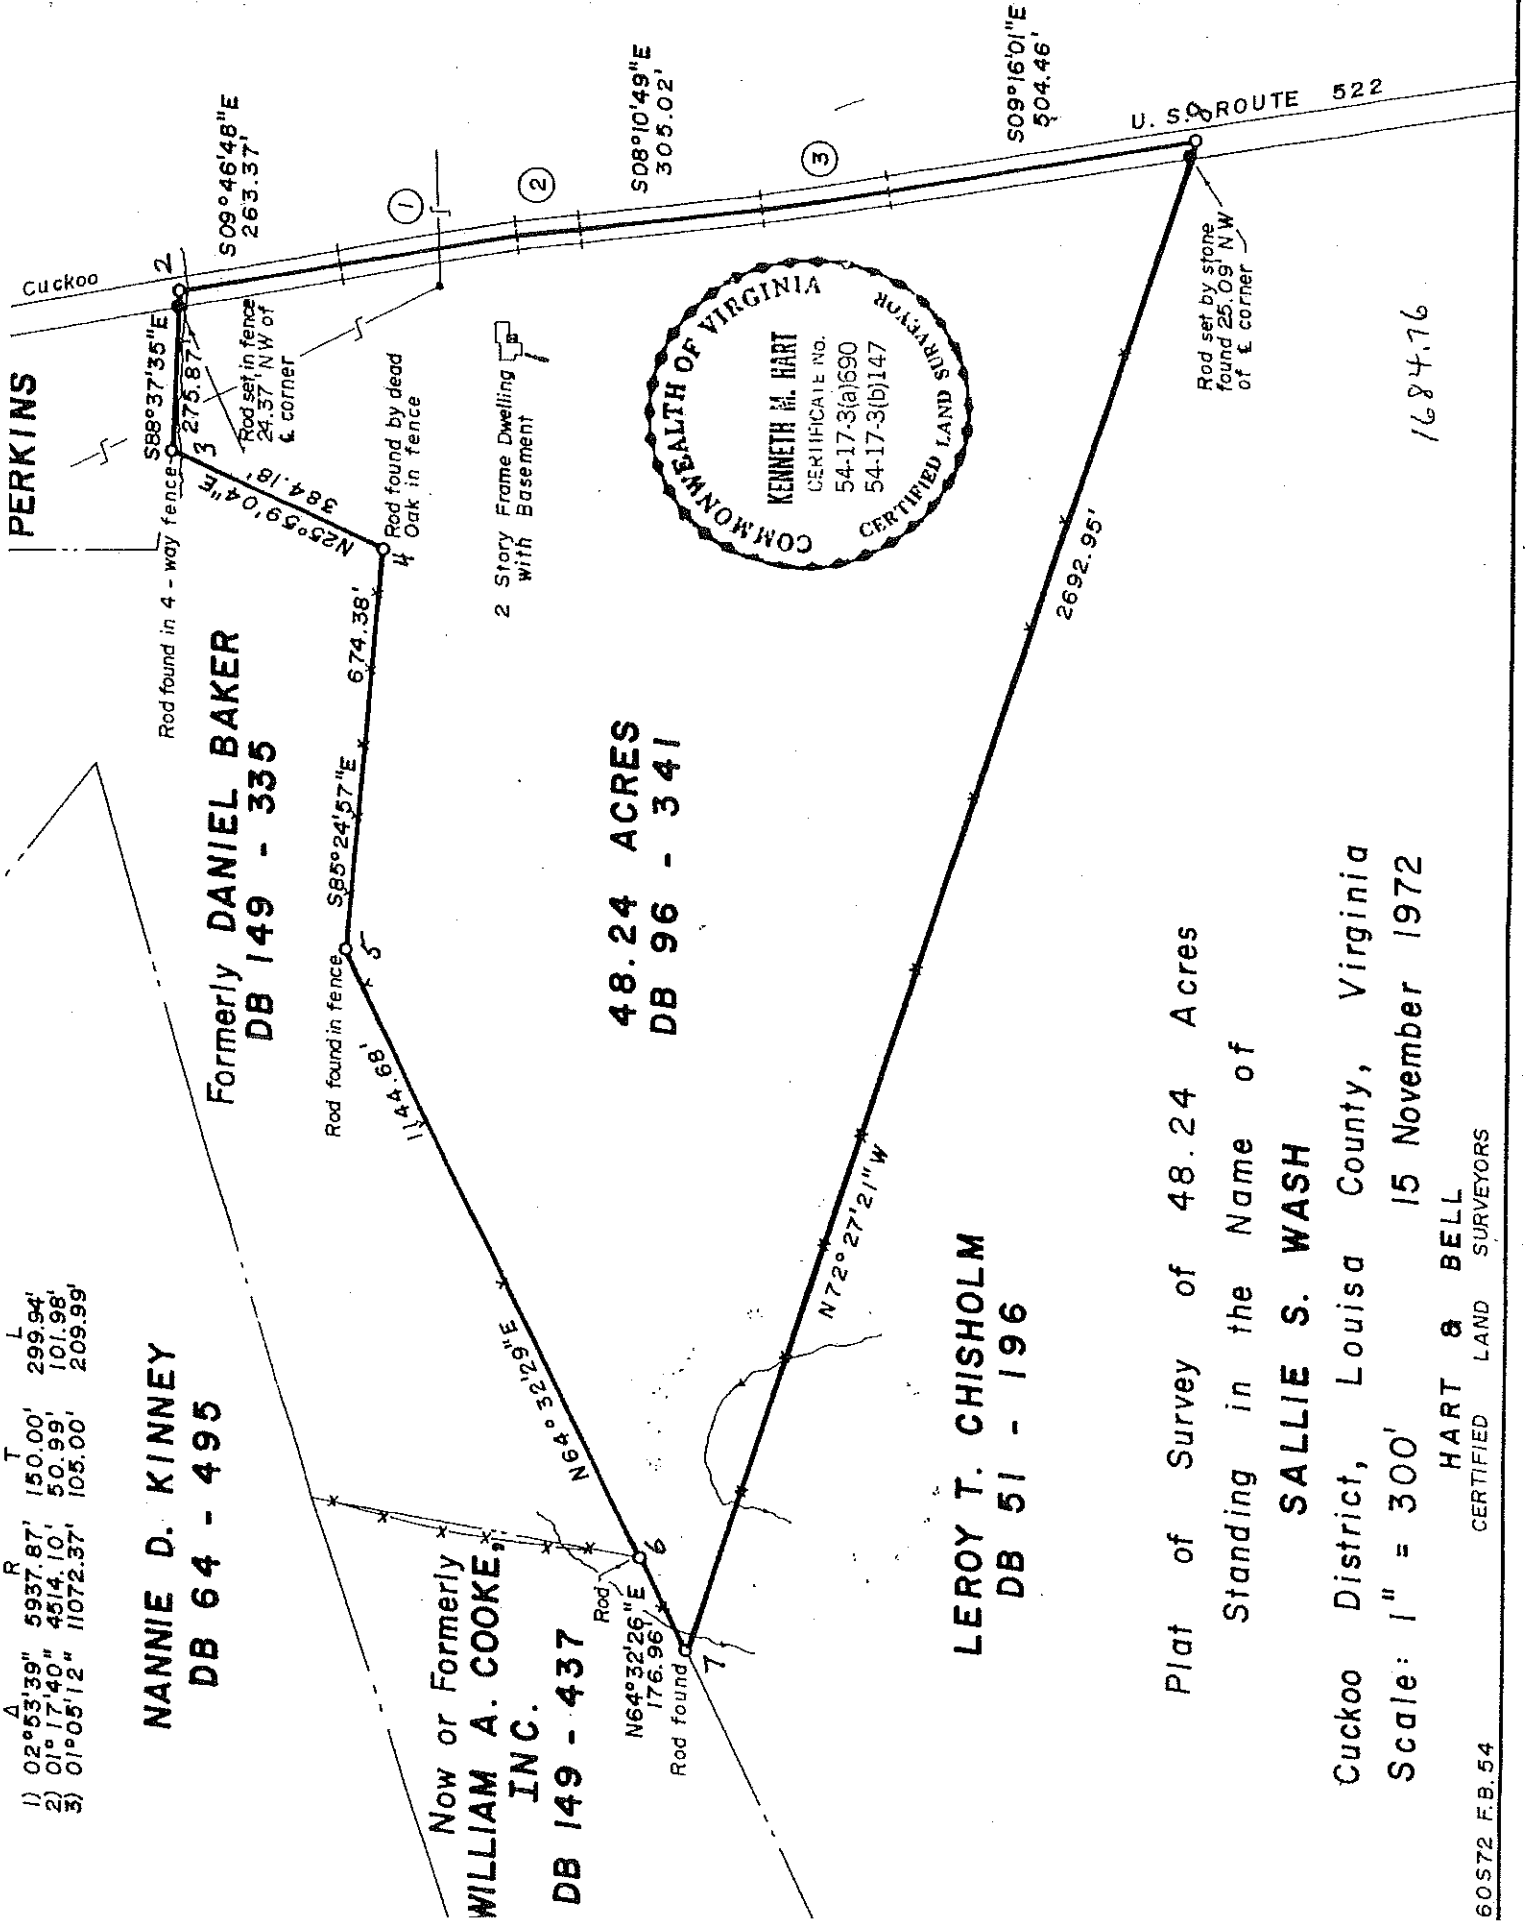 Δ R T L
1) 02°53'39" 5937.87' 150.00' 299.94'
2) 01°17'40" 4514.10' 50.99' 101.98'
3) 01°05'12" 11072.37' 105.00' 209.99'
NANNIE D. KINNEY
DB 64 - 495
PERKINS
Cuckoo
2
S88°37'35"E
275.87'
S09°46'48"E
263.37'
Rod found in 4 - way fence
3
Rod set in fence
24.37' NW of
℄ corner
N25°59'04"E
384.18'
Formerly DANIEL BAKER
DB 149 - 335
Rod found by dead
Oak in fence
4
1
2
S08°10'49"E
305.02'
3
S09°16'01"E
504.46'
U. S. ROUTE 522
8
Rod found in fence
5
S85°24'57"E
674.38'
2 Story Frame Dwelling
with Basement
1144.68'
N64°32'29"E
Now or Formerly
WILLIAM A. COOKE,
INC.
DB 149 - 437
Rod
6
N64°32'26"E
176.96'
Rod found
7
48.24 ACRES
DB 96 - 341
COMMONWEALTH OF VIRGINIA
KENNETH M. HART
CERTIFICATE NO.
54-17-3(a)690
54-17-3(b)147
CERTIFIED LAND SURVEYOR
N72°27'21"W
2692.95'
Rod set by stone
found 25.09' NW
of ℄ corner
LEROY T. CHISHOLM
DB 51 - 196
1684.76
Plat of Survey of 48.24 Acres
Standing in the Name of
SALLIE S. WASH
Cuckoo District, Louisa County, Virginia
Scale: 1" = 300' 15 November 1972
HART & BELL
CERTIFIED LAND SURVEYORS
60S72 F.B. 54